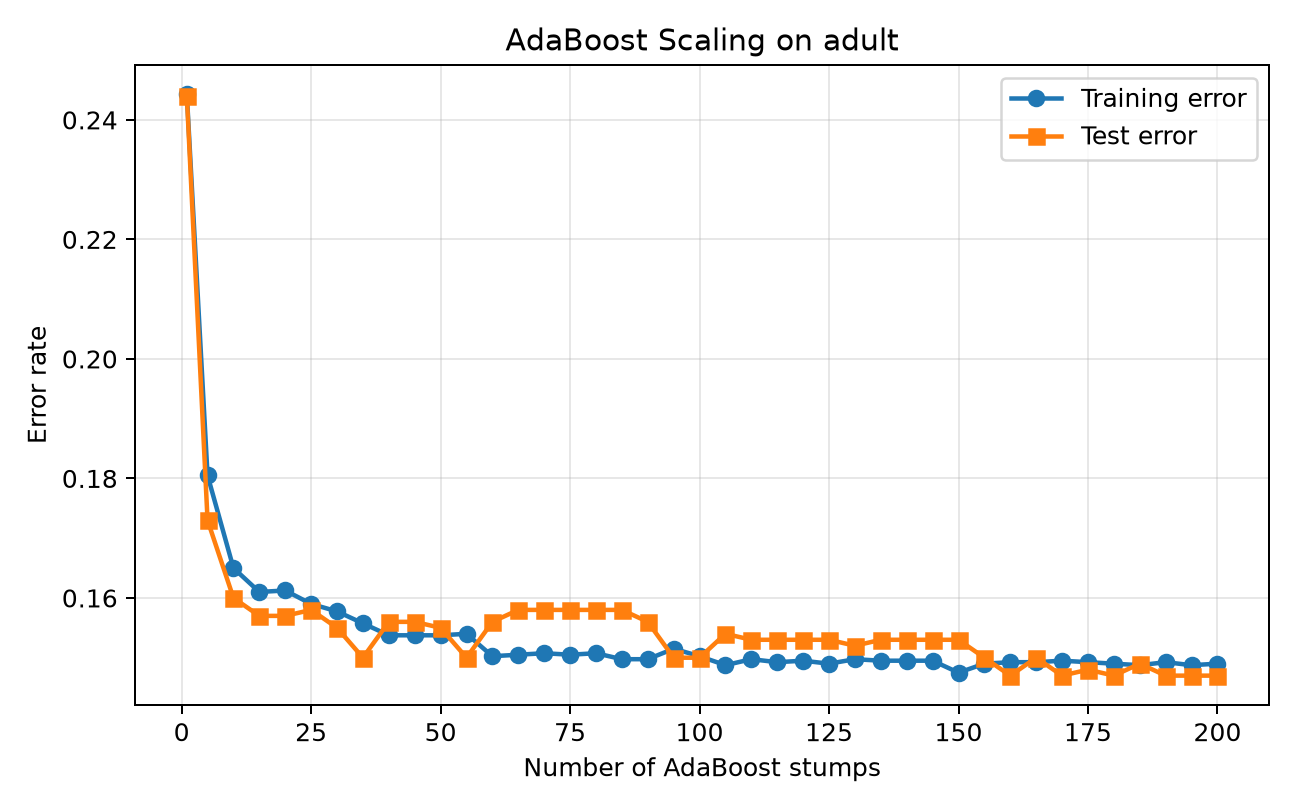 AdaBoost Scaling on adult
Training error
Test error
0.24
0.22
0.20
0.18
0.16
Error rate
0 25 50 75 100 125 150 175 200
Number of AdaBoost stumps